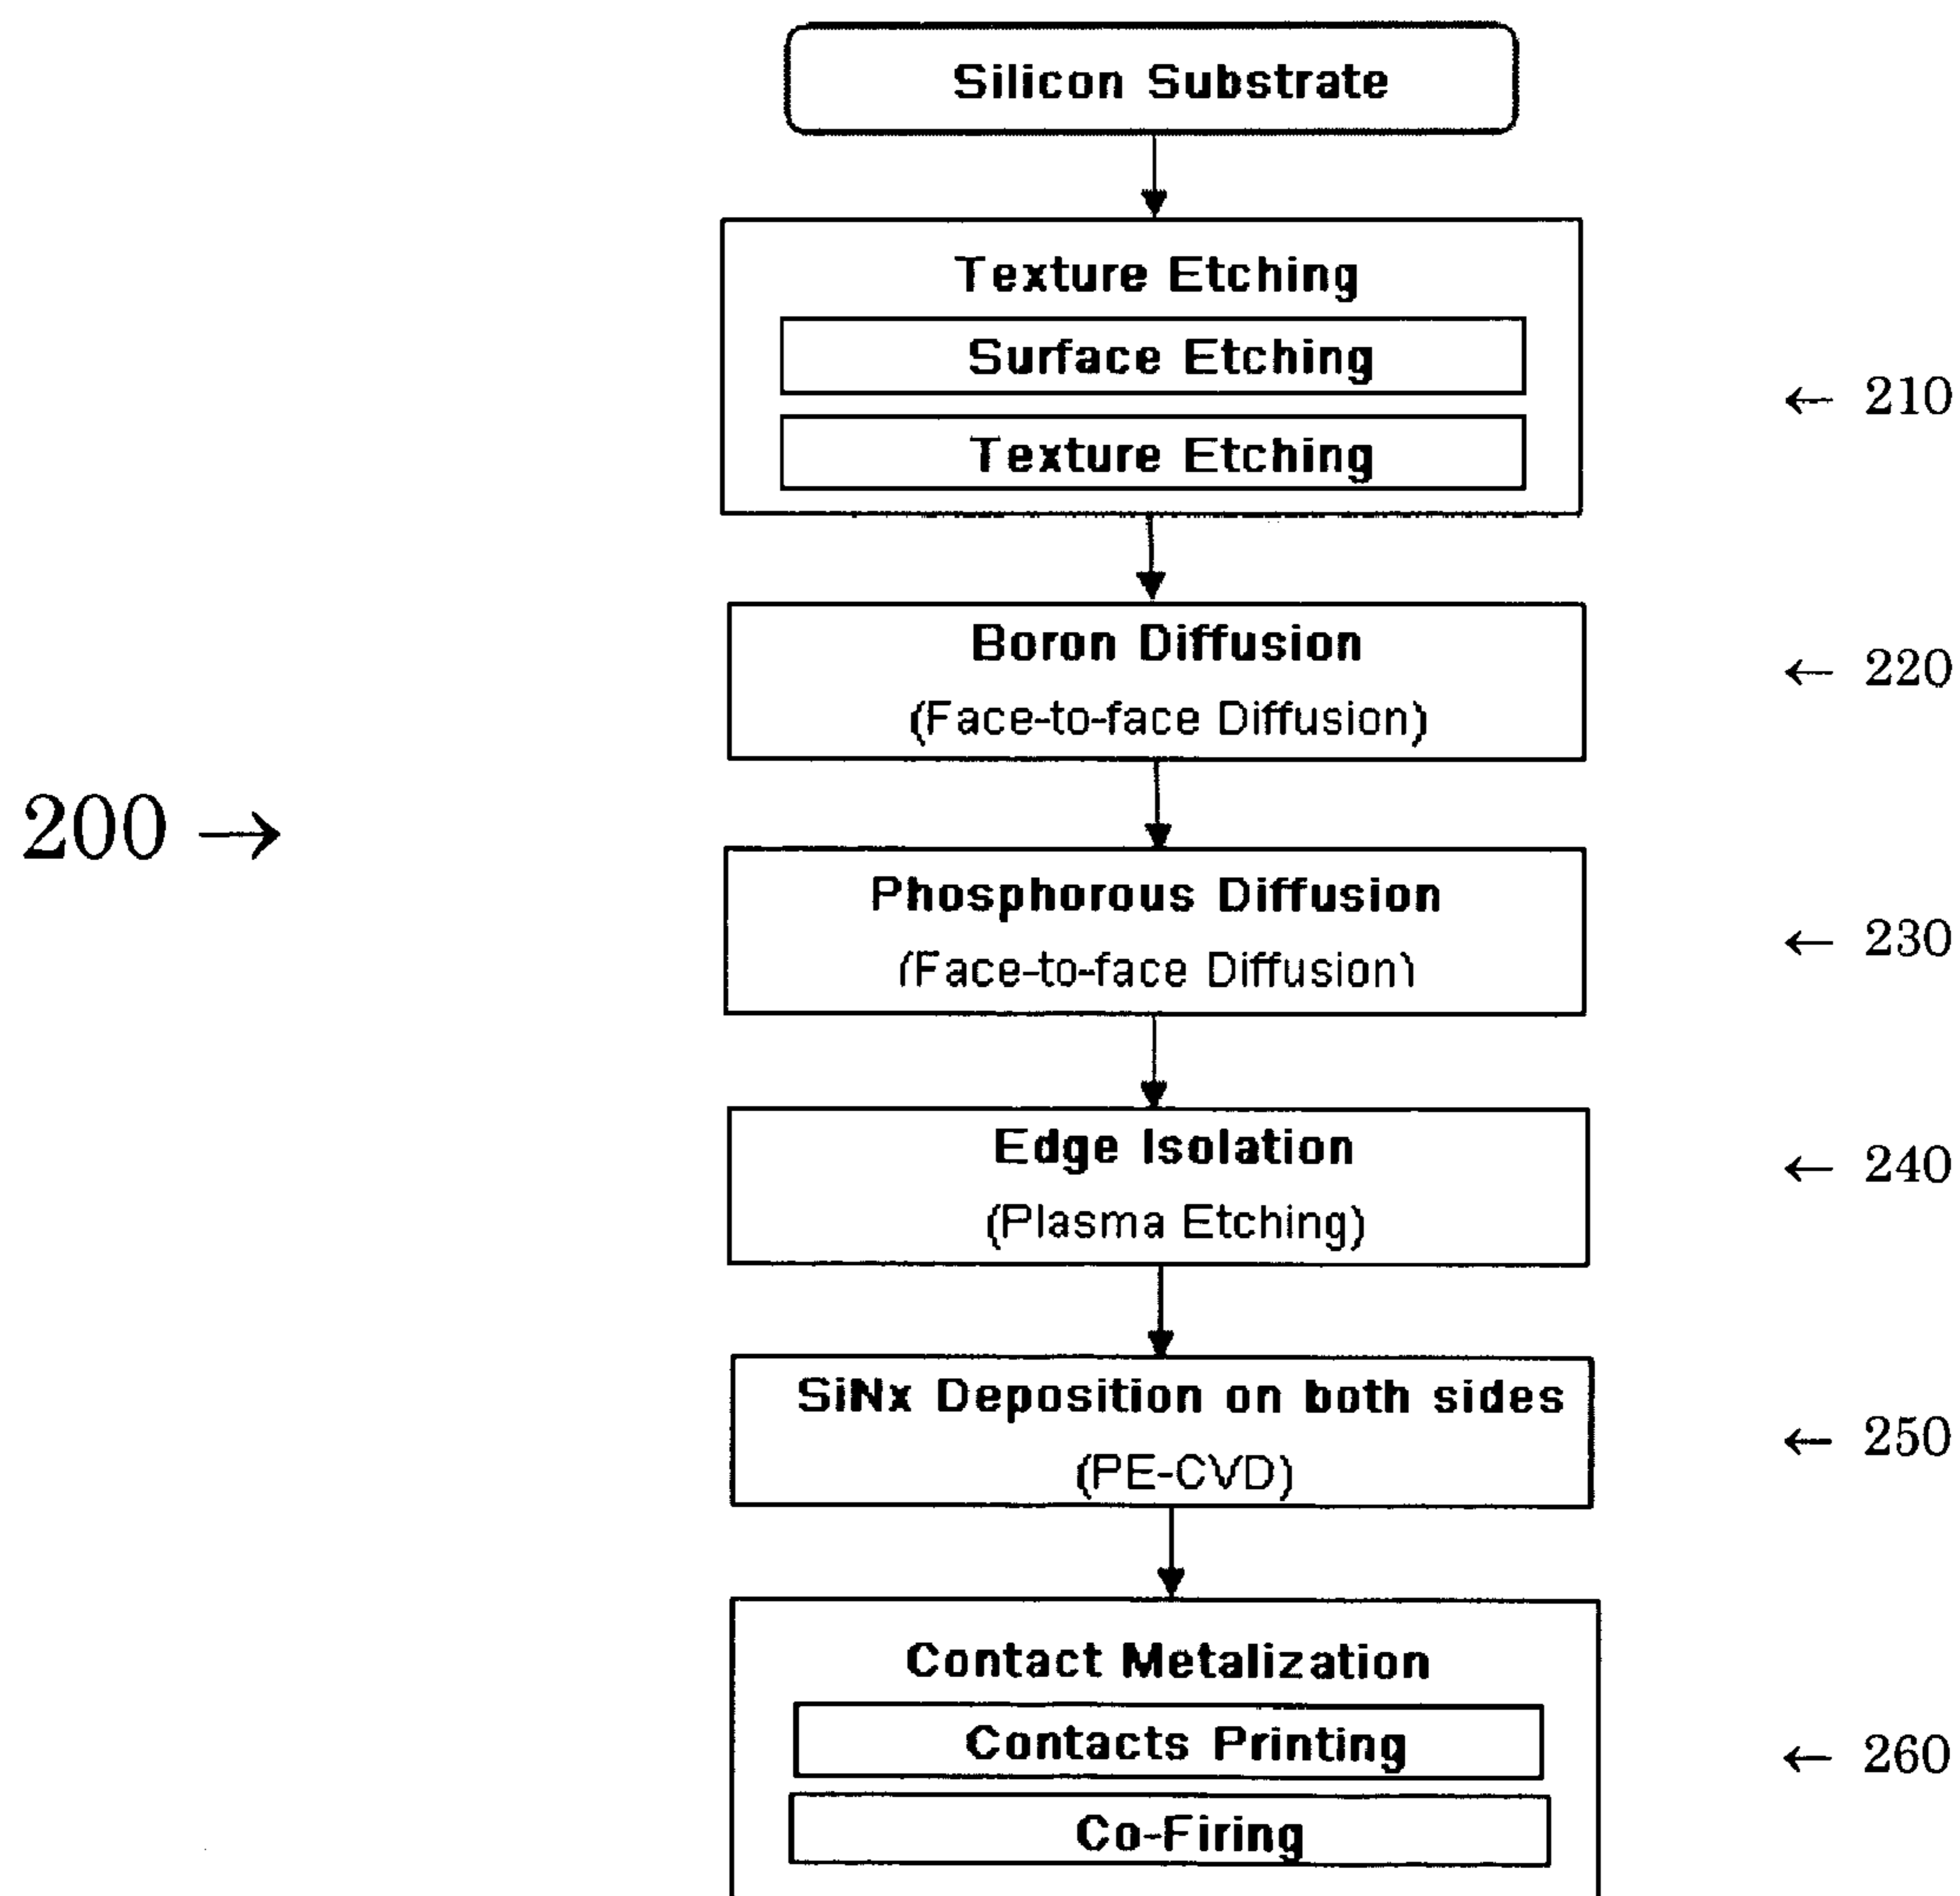 Silicon Substrate
Texture Etching
Surface Etching
← 210
Texture Etching
Boron Diffusion
← 220
(Face-to-face Diffusion)
200 →
Phosphorous Diffusion
← 230
(Face-to-face Diffusion)
Edge Isolation
← 240
(Plasma Etching)
SiNx Deposition on both sides
← 250
(PE-CVD)
Contact Metalization
Contacts Printing
← 260
Co-Firing